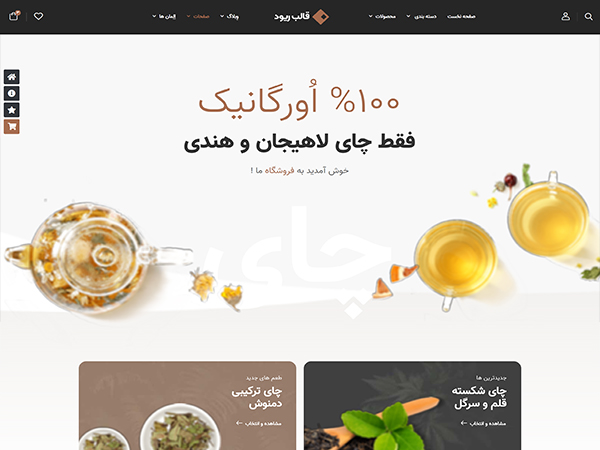 صفحه نخست
دسته بندی
محصولات
قالب ریود
وبلاگ
صفحات
المان ها
%۱۰۰ اُورگانیک
فقط چای لاهیجان و هندی
خوش آمدید به فروشگاه ما !
چای
جدیدترین ها
چای شکسته
قلم و سرگل
مشاهده و انتخاب
طعم های جدید
چای ترکیبی
دمنوش
مشاهده و انتخاب